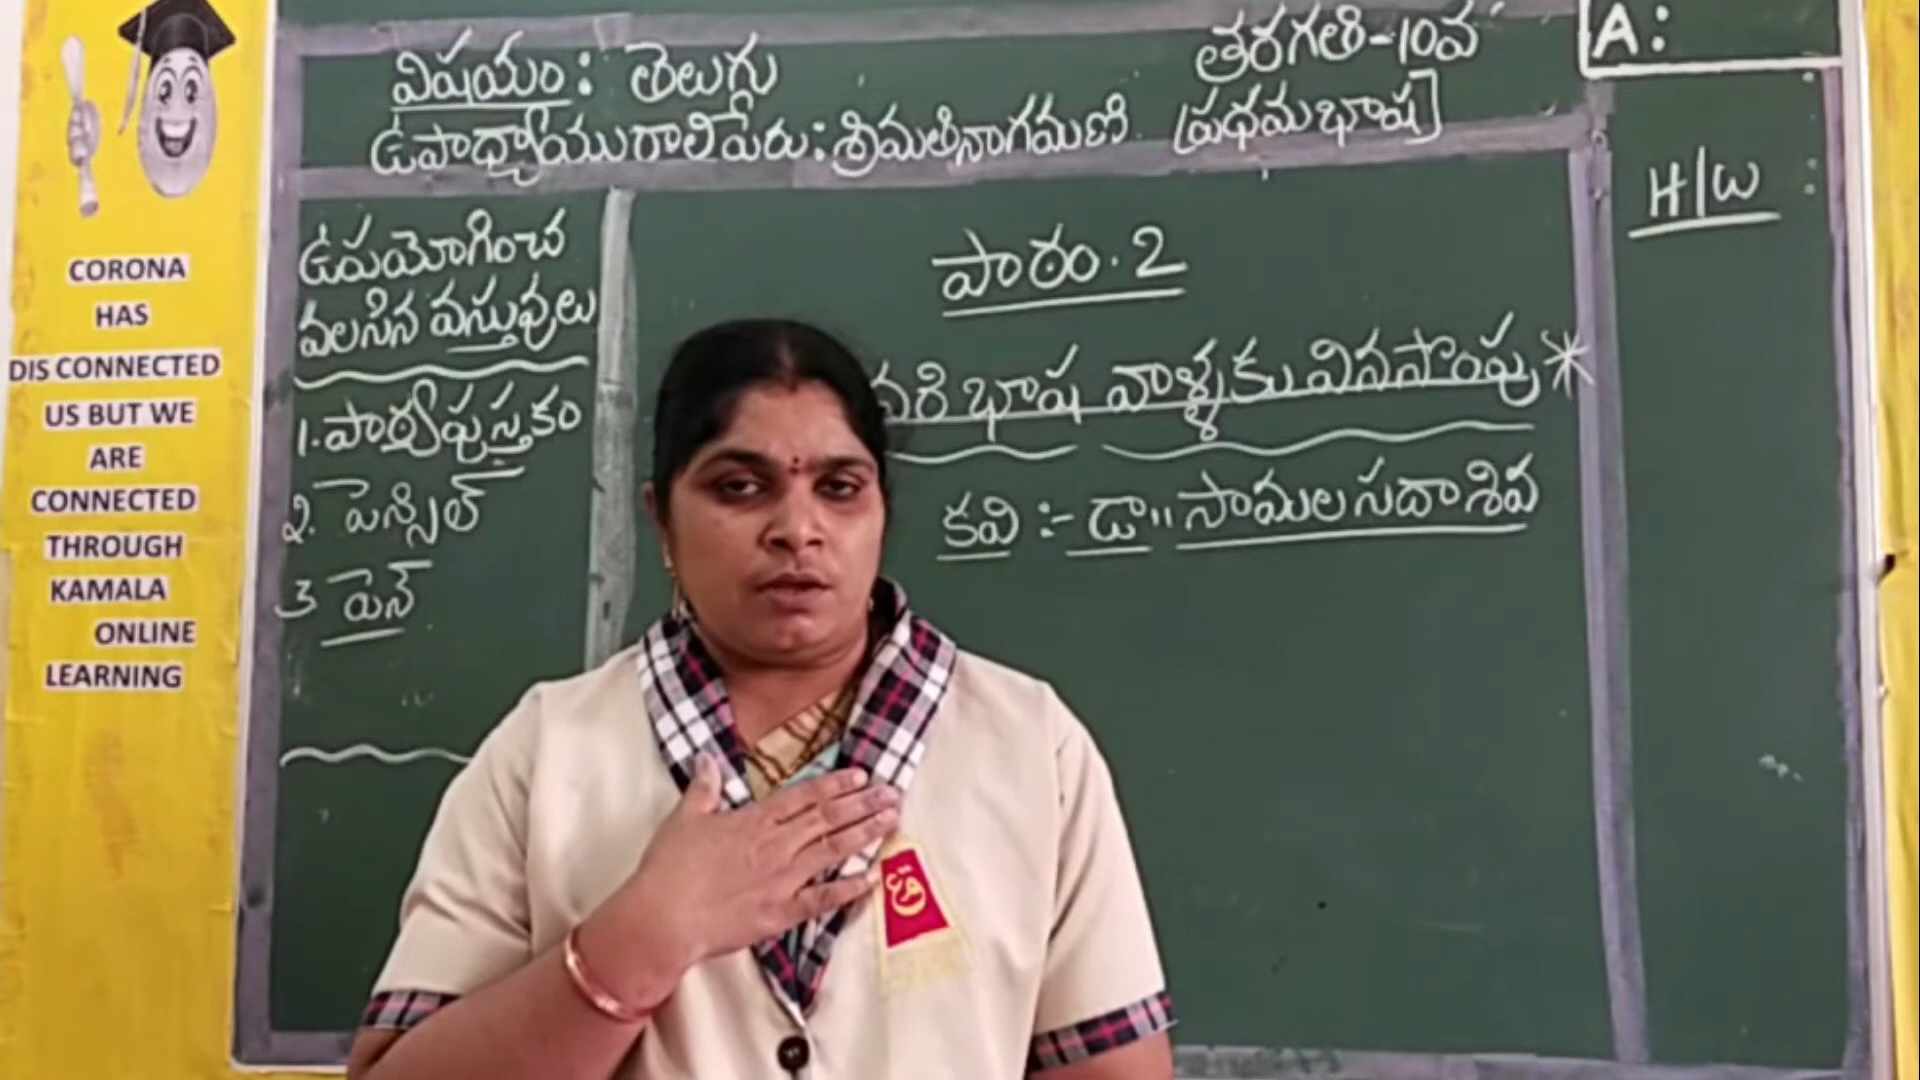 CORONA
HAS
DIS CONNECTED
US BUT WE
ARE
CONNECTED
THROUGH
KAMALA
ONLINE
LEARNING
విషయం: తెలుగు
తరగతి-10వ
ఉపాధ్యాయురాలిపేరు:శ్రీమతినాగమణి
[ప్రథమభాష]
A:
H/W :
ఉపయోగించ
వలసిన వస్తువులు
1.పాఠ్యపుస్తకం
2. పెన్సిల్
3 పెన్
పాఠం.2
భాష వాళ్ళకు వినసొంపు*
కవి :- డా" సామల సదాశివ